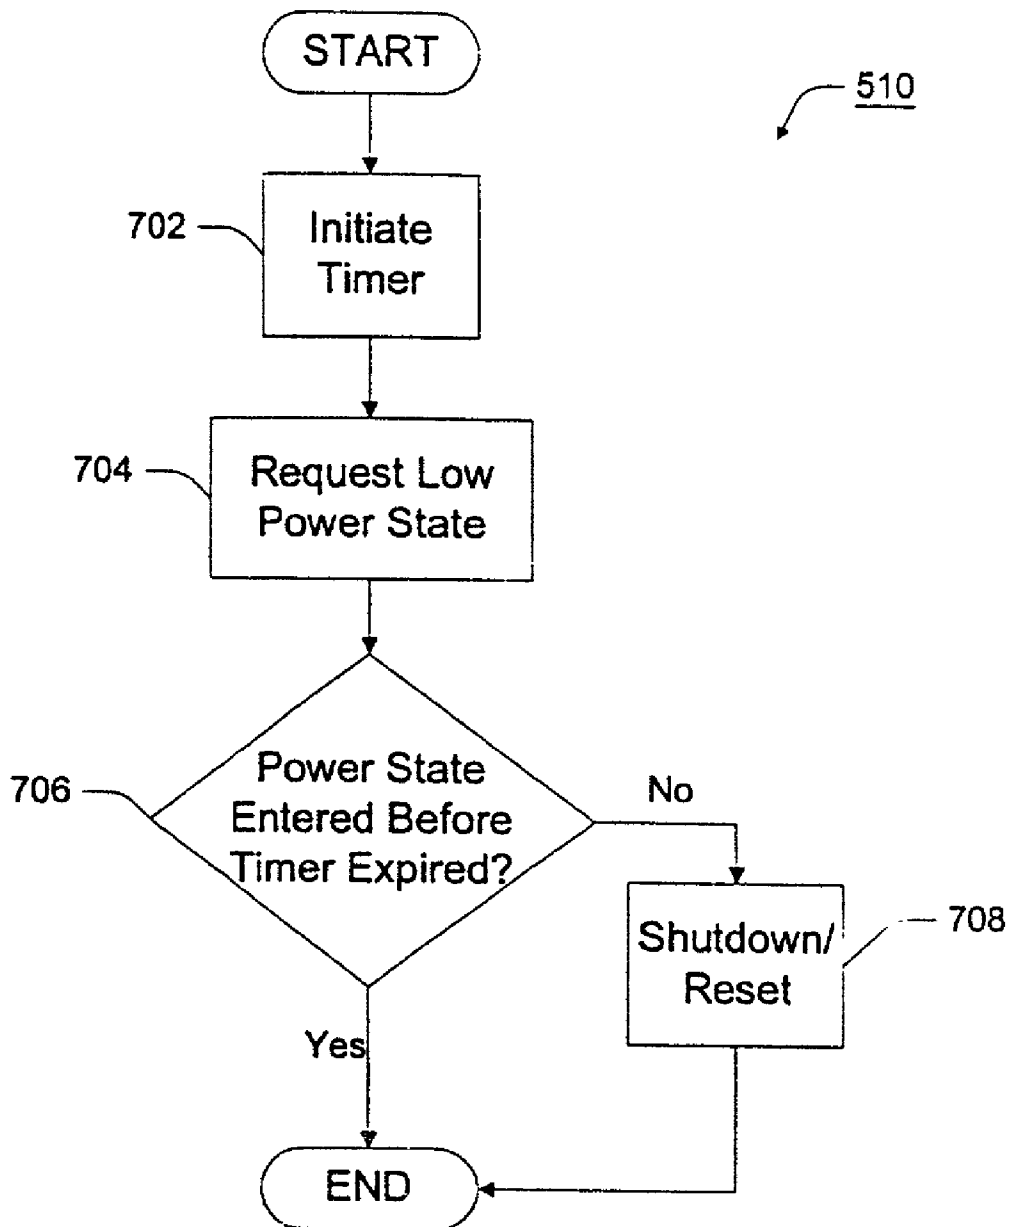 START
510
702
Initiate
Timer
704
Request Low
Power State
706
Power State
Entered Before
Timer Expired?
No
Shutdown/
Reset
708
Yes
END